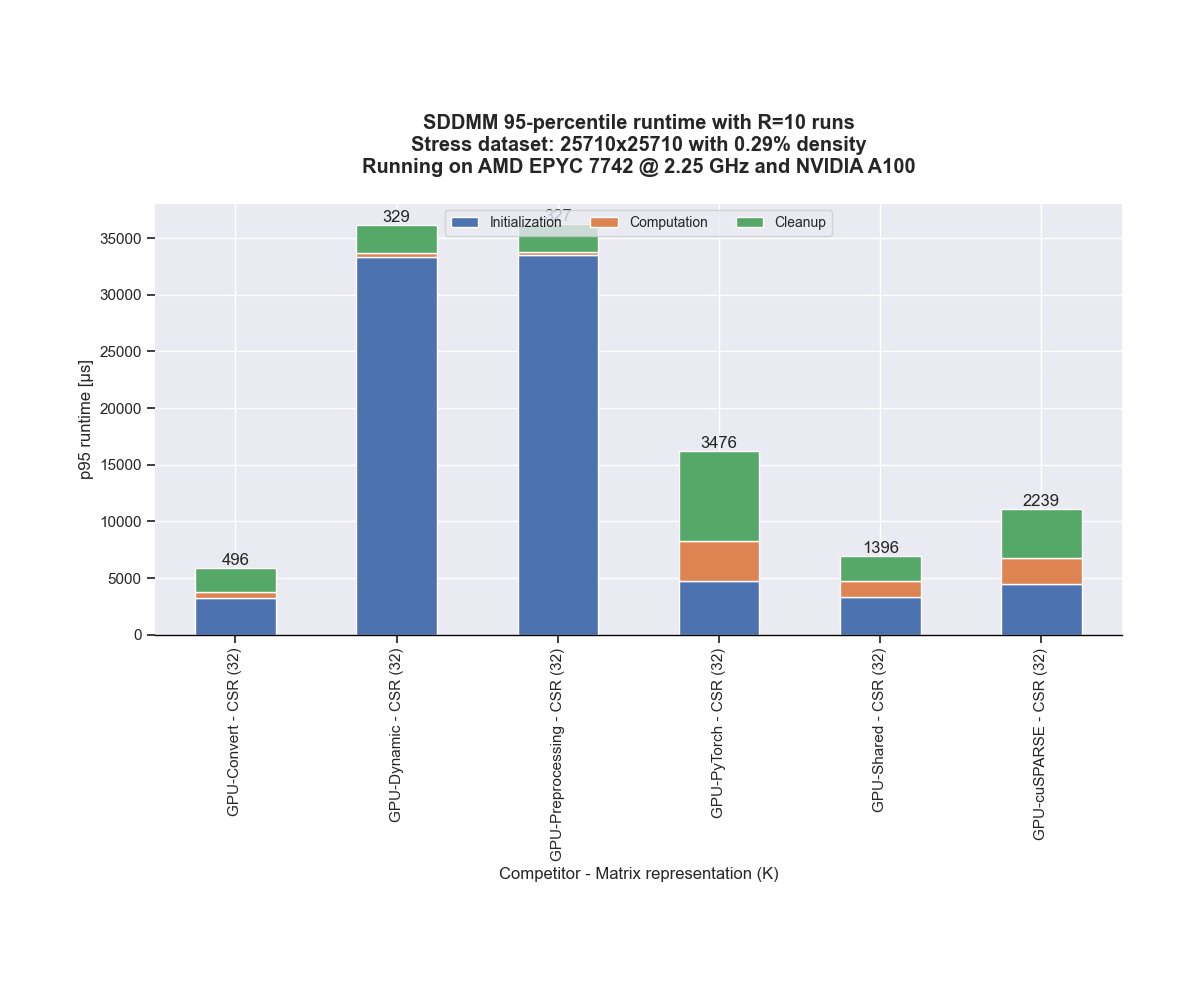 SDDMM 95-percentile runtime with R=10 runs
Stress dataset: 25710x25710 with 0.29% density
Running on AMD EPYC 7742 @ 2.25 GHz and NVIDIA A100
Initialization Computation Cleanup
329
327
3476
2239
496
1396
35000
30000
25000
20000
15000
10000
5000
0
p95 runtime [µs]
GPU-Convert - CSR (32)
GPU-Dynamic - CSR (32)
GPU-Preprocessing - CSR (32)
GPU-PyTorch - CSR (32)
GPU-Shared - CSR (32)
GPU-cuSPARSE - CSR (32)
Competitor - Matrix representation (K)